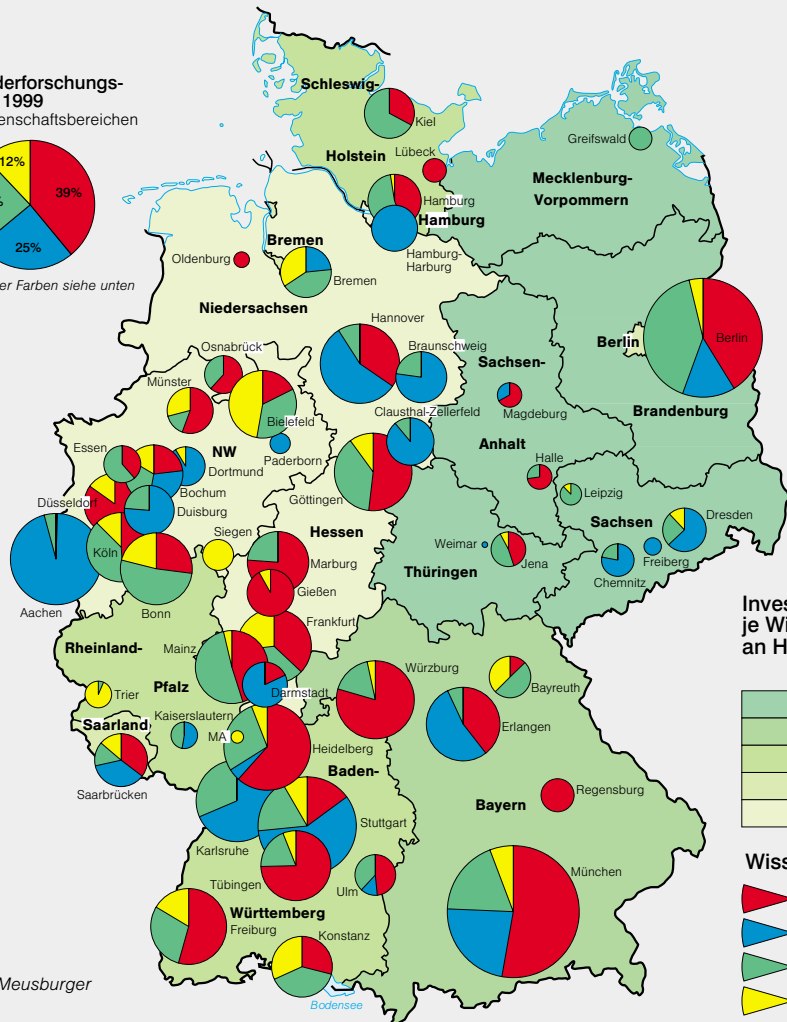 derforschungs-
1999
enschaftsbereichen
12%
39%
%
25%
er Farben siehe unten
Schleswig-
Kiel
Holstein
Lübeck
Greifswald
Mecklenburg-
Vorpommern
Hamburg
Hamburg
Hamburg-
Harburg
Bremen
Oldenburg
Bremen
Niedersachsen
Hannover
Osnabrück
Braunschweig
Sachsen-
Berlin
Berlin
Münster
Magdeburg
Brandenburg
Bielefeld
Clausthal-Zellerfeld
Anhalt
Essen
NW
Paderborn
Dortmund
Halle
Bochum
Göttingen
Leipzig
Düsseldorf
Duisburg
Dresden
Sachsen
Siegen
Hessen
Köln
Weimar
Freiberg
Marburg
Jena
Chemnitz
Thüringen
Gießen
Aachen
Bonn
Inves
je Wi
an H
Frankfurt
Rheinland-
Mainz
Würzburg
Pfalz
Trier
Darmstadt
Bayreuth
Kaiserslautern
Saarland
MA
Erlangen
Heidelberg
Baden-
Saarbrücken
Regensburg
Bayern
Stuttgart
Karlsruhe
Wiss
München
Tübingen
Ulm
Württemberg
Freiburg
Konstanz
Meusburger
Bodensee